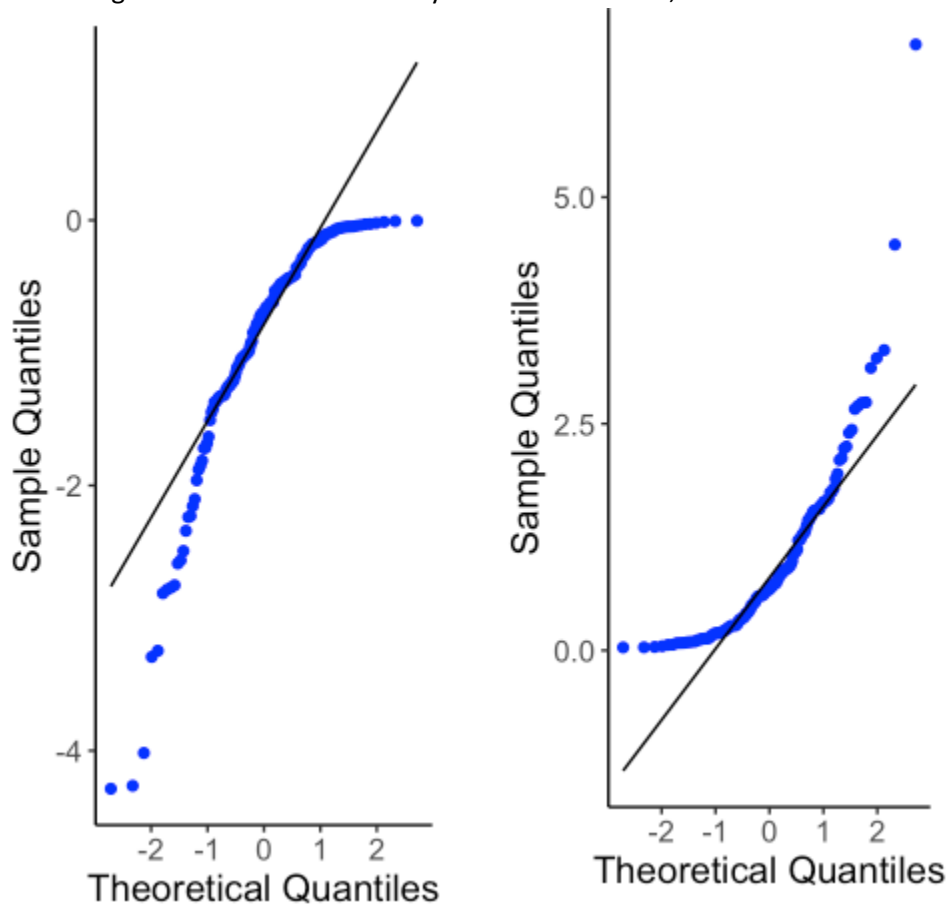 0
-2
-4
Sample Quantiles
-2 -1 0 1 2
Theoretical Quantiles
5.0
2.5
0.0
Sample Quantiles
-2 -1 0 1 2
Theoretical Quantiles